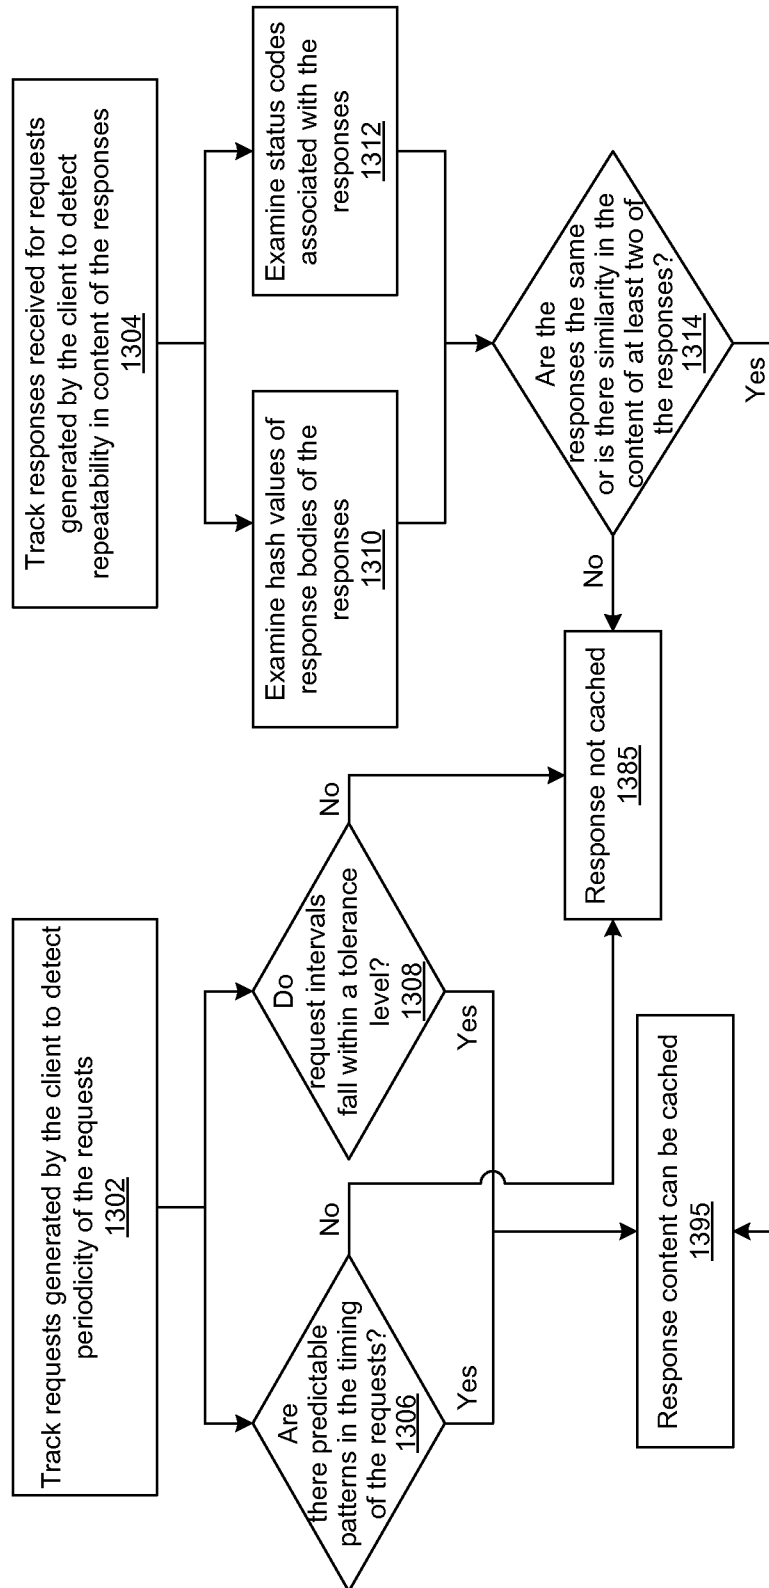 Track requests generated by the client to detect
periodicity of the requests
1302
Are
there predictable
patterns in the timing
of the requests?
1306
No
Yes
Do
request intervals
fall within a tolerance
level?
1308
No
Yes
Response content can be cached
1395
Track responses received for requests
generated by the client to detect
repeatability in content of the responses
1304
Examine hash values of
response bodies of the
responses
1310
Examine status codes
associated with the
responses
1312
Are the
responses the same
or is there similarity in the
content of at least two of
the responses?
1314
No
Yes
Response not cached
1385